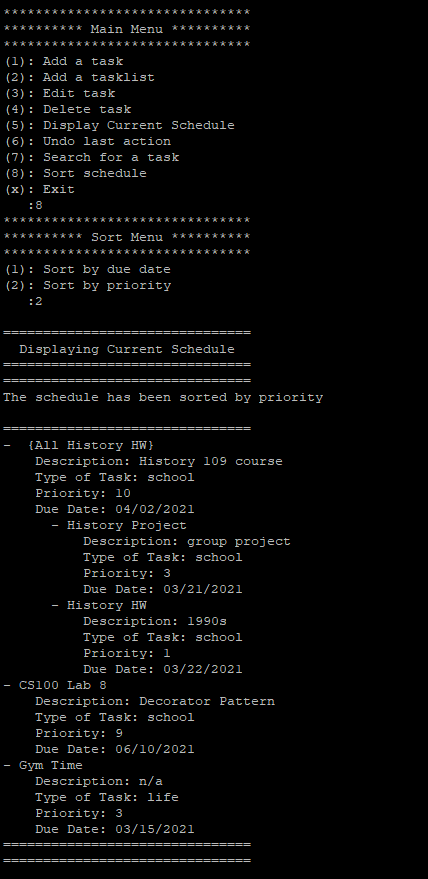 *******************************
********** Main Menu **********
*******************************
(1): Add a task
(2): Add a tasklist
(3): Edit task
(4): Delete task
(5): Display Current Schedule
(6): Undo last action
(7): Search for a task
(8): Sort schedule
(x): Exit
   :8
*******************************
********** Sort Menu **********
*******************************
(1): Sort by due date
(2): Sort by priority
   :2

===============================
  Displaying Current Schedule
===============================
===============================
The schedule has been sorted by priority

===============================
-  {All History HW}
    Description: History 109 course
    Type of Task: school
    Priority: 10
    Due Date: 04/02/2021
      - History Project
          Description: group project
          Type of Task: school
          Priority: 3
          Due Date: 03/21/2021
      - History HW
          Description: 1990s
          Type of Task: school
          Priority: 1
          Due Date: 03/22/2021
- CS100 Lab 8
    Description: Decorator Pattern
    Type of Task: school
    Priority: 9
    Due Date: 06/10/2021
- Gym Time
    Description: n/a
    Type of Task: life
    Priority: 3
    Due Date: 03/15/2021
===============================
===============================